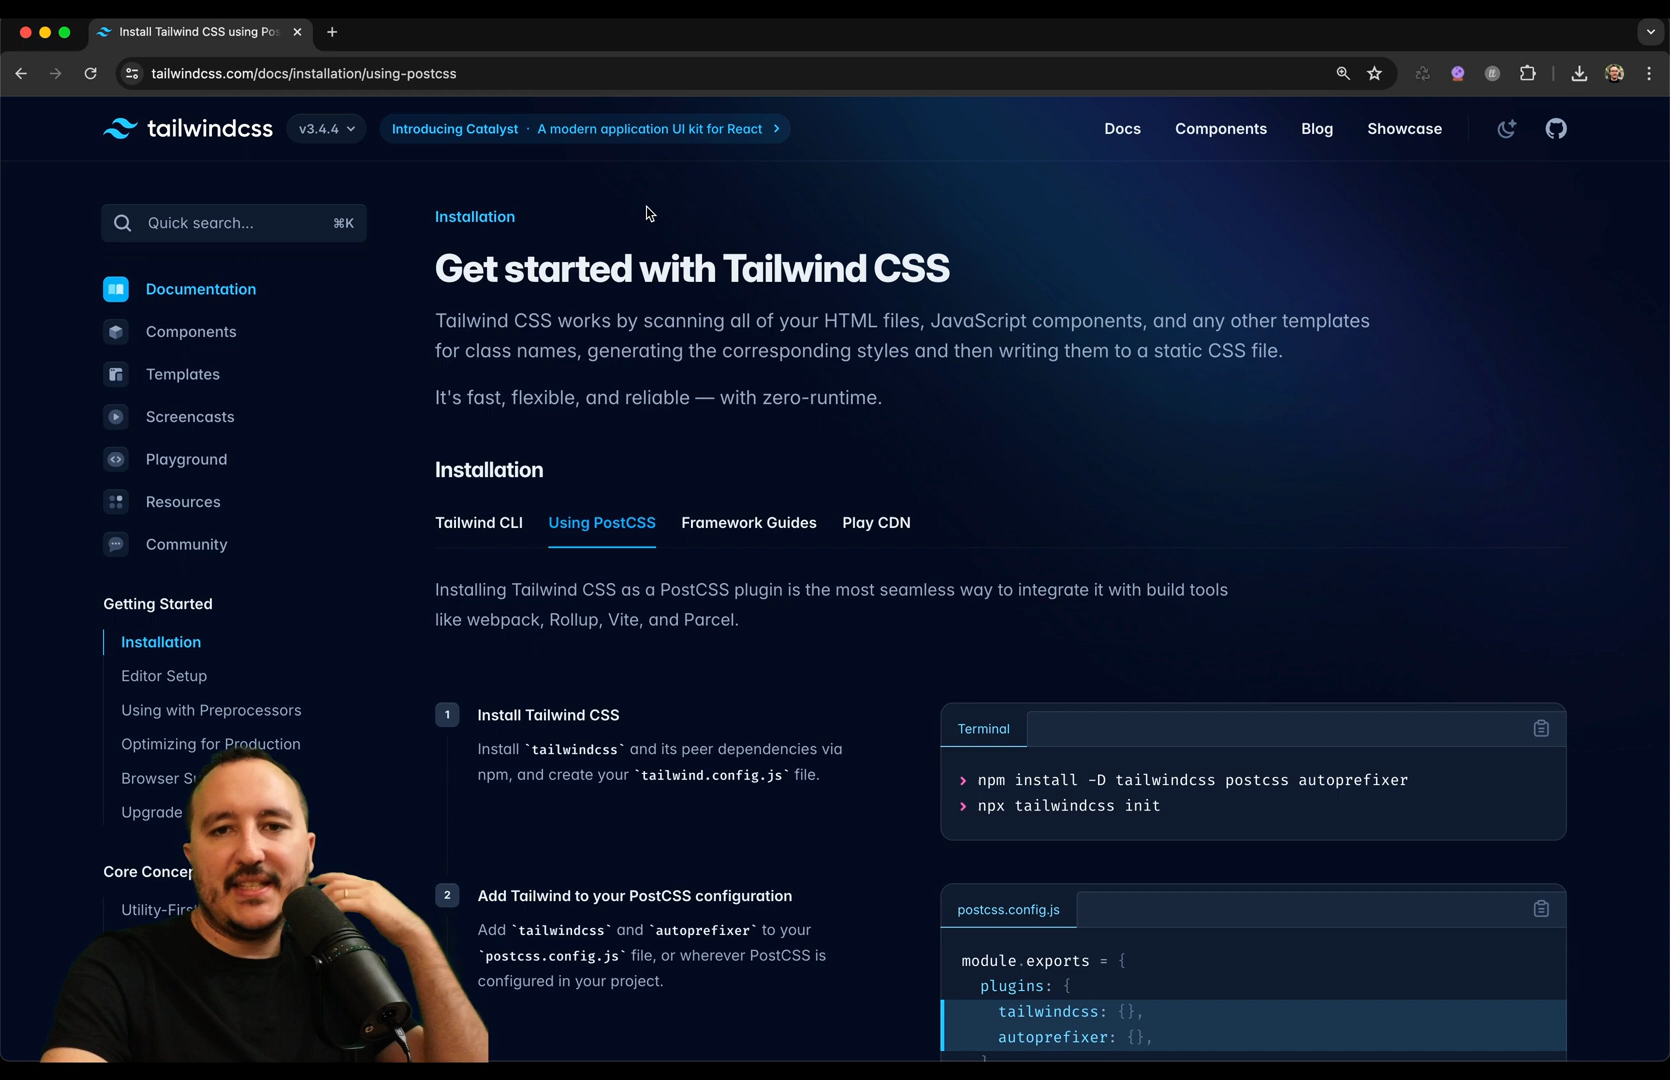 Install Tailwind CSS using Pos
tailwindcss.com/docs/installation/using-postcss
tailwindcss
v3.4.4
Introducing Catalyst · A modern application UI kit for React
Docs
Components
Blog
Showcase
Quick search...
⌘K
Documentation
Components
Templates
Screencasts
Playground
Resources
Community
Getting Started
Installation
Editor Setup
Using with Preprocessors
Optimizing for Production
Browser
Upgrade
Core
Installation
Get started with Tailwind CSS
Tailwind CSS works by scanning all of your HTML files, JavaScript components, and any other templates
for class names, generating the corresponding styles and then writing them to a static CSS file.
It's fast, flexible, and reliable — with zero-runtime.
Installation
Tailwind CLI
Using PostCSS
Framework Guides
Play CDN
Installing Tailwind CSS as a PostCSS plugin is the most seamless way to integrate it with build tools
like webpack, Rollup, Vite, and Parcel.
1
Install Tailwind CSS
Install `tailwindcss` and its peer dependencies via
npm, and create your `tailwind.config.js` file.
Terminal
› npm install -D tailwindcss postcss autoprefixer
› npx tailwindcss init
2
Add Tailwind to your PostCSS configuration
Add `tailwindcss` and `autoprefixer` to your
`postcss.config.js` file, or wherever PostCSS is
configured in your project.
postcss.config.js
module.exports = {
plugins: {
tailwindcss: {},
autoprefixer: {},